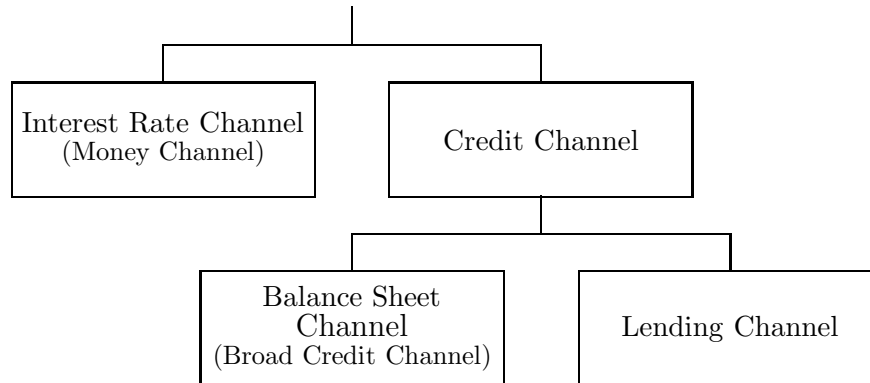 Interest Rate Channel
(Money Channel)
Credit Channel
Balance Sheet
Channel
(Broad Credit Channel)
Lending Channel